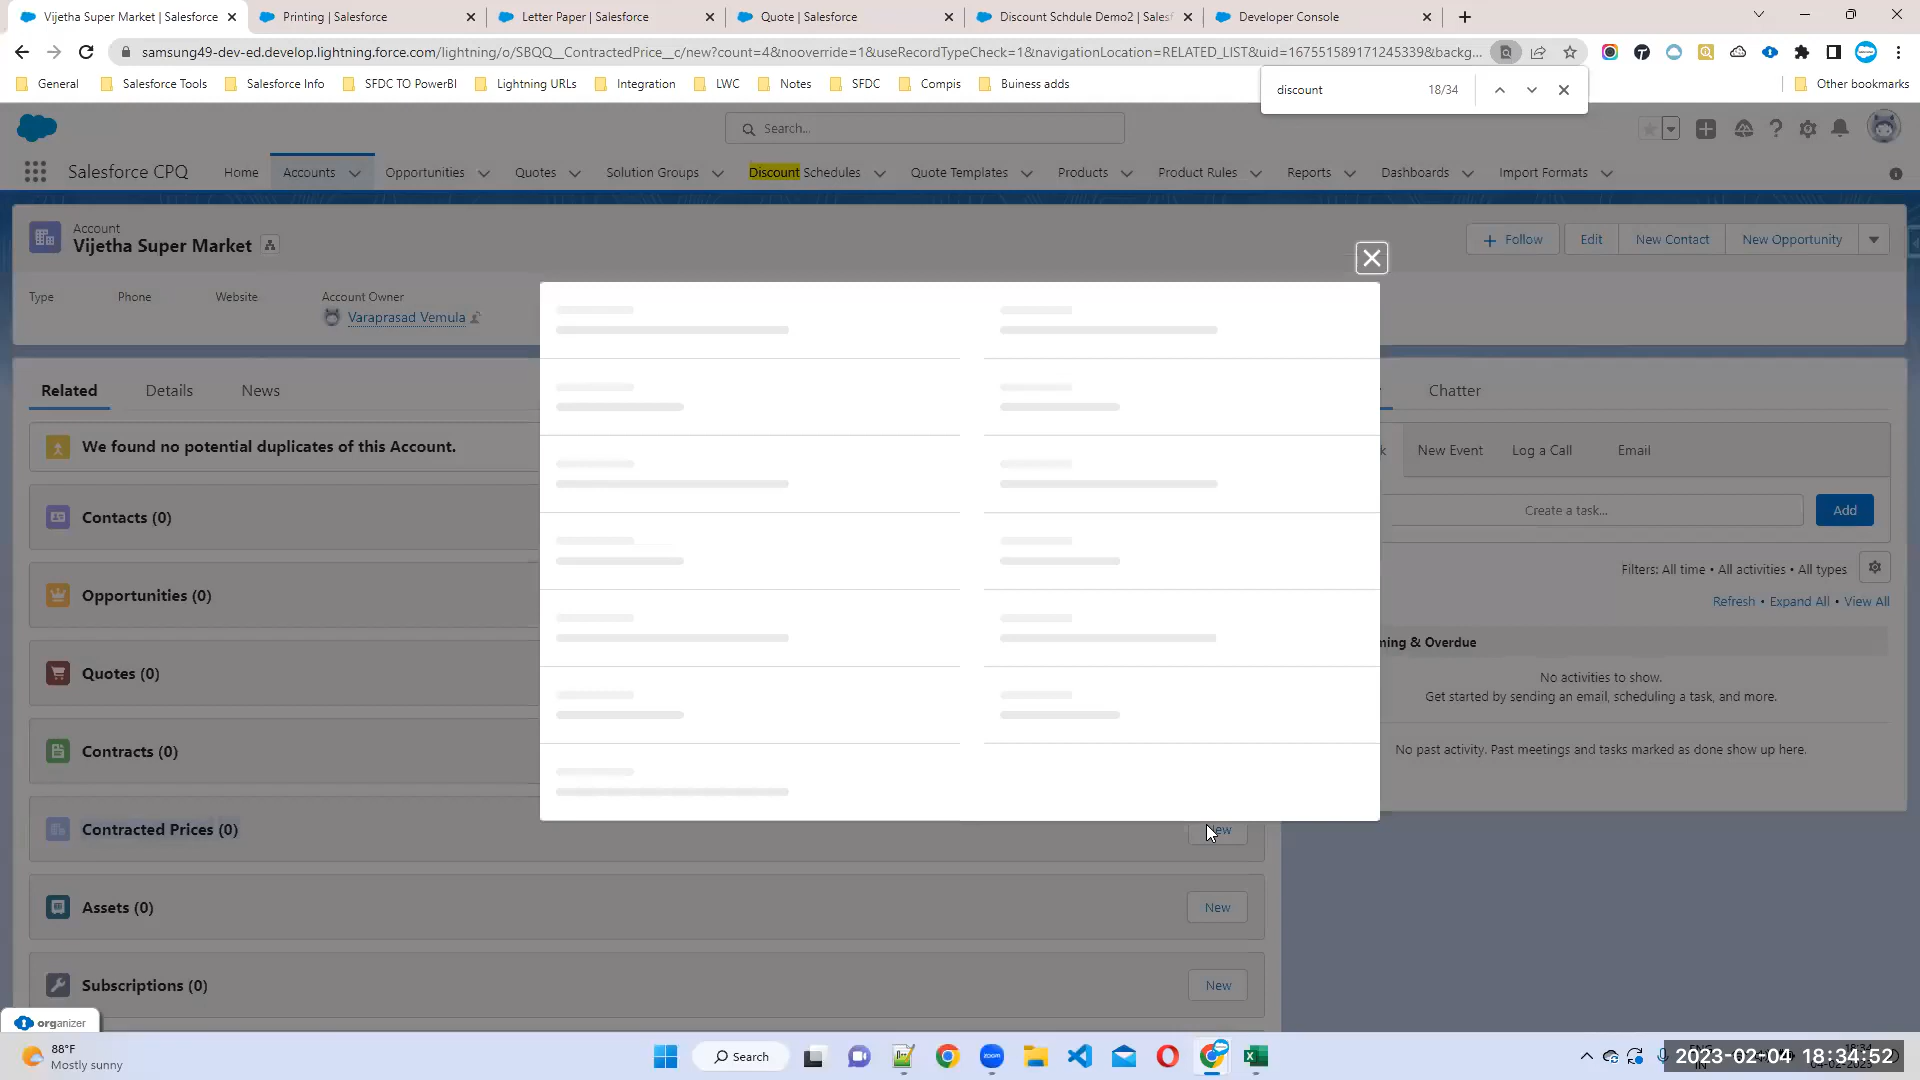 Vijetha Super Market | Salesforce
Printing | Salesforce
Letter Paper | Salesforce
Quote | Salesforce
Discount Schdule Demo2 | Sales
Developer Console
samsung49-dev-ed.develop.lightning.force.com/lightning/o/SBQQ__ContractedPrice__c/new?count=4&nooverride=1&useRecordTypeCheck=1&navigationLocation=RELATED_LIST&uid=167551589171245339&backg...
General
Salesforce Tools
Salesforce Info
SFDC TO PowerBI
Lightning URLs
Integration
LWC
Notes
SFDC
Compis
Buiness adds
Other bookmarks
discount
18/34
Search...
Salesforce CPQ
Home
Accounts
Opportunities
Quotes
Solution Groups
Discount Schedules
Quote Templates
Products
Product Rules
Reports
Dashboards
Import Formats
Account
Vijetha Super Market
Follow
Edit
New Contact
New Opportunity
Type
Phone
Website
Account Owner
Varaprasad Vemula
Related
Details
News
Chatter
We found no potential duplicates of this Account.
New Event
Log a Call
Email
Contacts (0)
Create a task...
Add
Opportunities (0)
Filters: All time • All activities • All types
Refresh • Expand All • View All
Quotes (0)
ming & Overdue
No activities to show.
Get started by sending an email, scheduling a task, and more.
Contracts (0)
No past activity. Past meetings and tasks marked as done show up here.
Contracted Prices (0)
Assets (0)
New
Subscriptions (0)
New
organizer
88°F
Mostly sunny
Search
2023-02-04 18:34:52